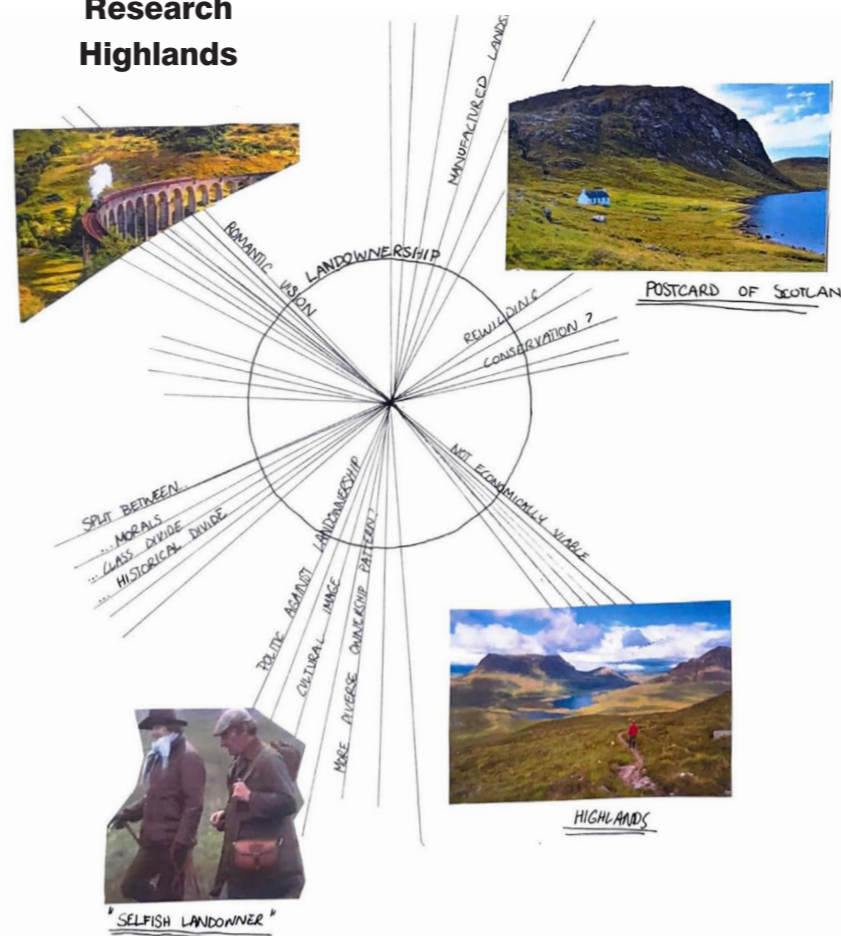 Research
Highlands
MANUFACTURED LANDS
ROMANTIC VISION
LANDOWNERSHIP
POSTCARD OF SCOTLAN
REWILDING
CONSERVATION ?
NOT ECONOMICALLY VIABLE
SPLIT BETWEEN...
... MORALS
... CLASS DIVIDE
... HISTORICAL DIVIDE
POLITIC AGAINST LANDOWNERSHIP
CULTURAL IMAGE
MORE DIVERSE OWNERSHIP PATTERN?
HIGHLANDS
"SELFISH LANDONNER"